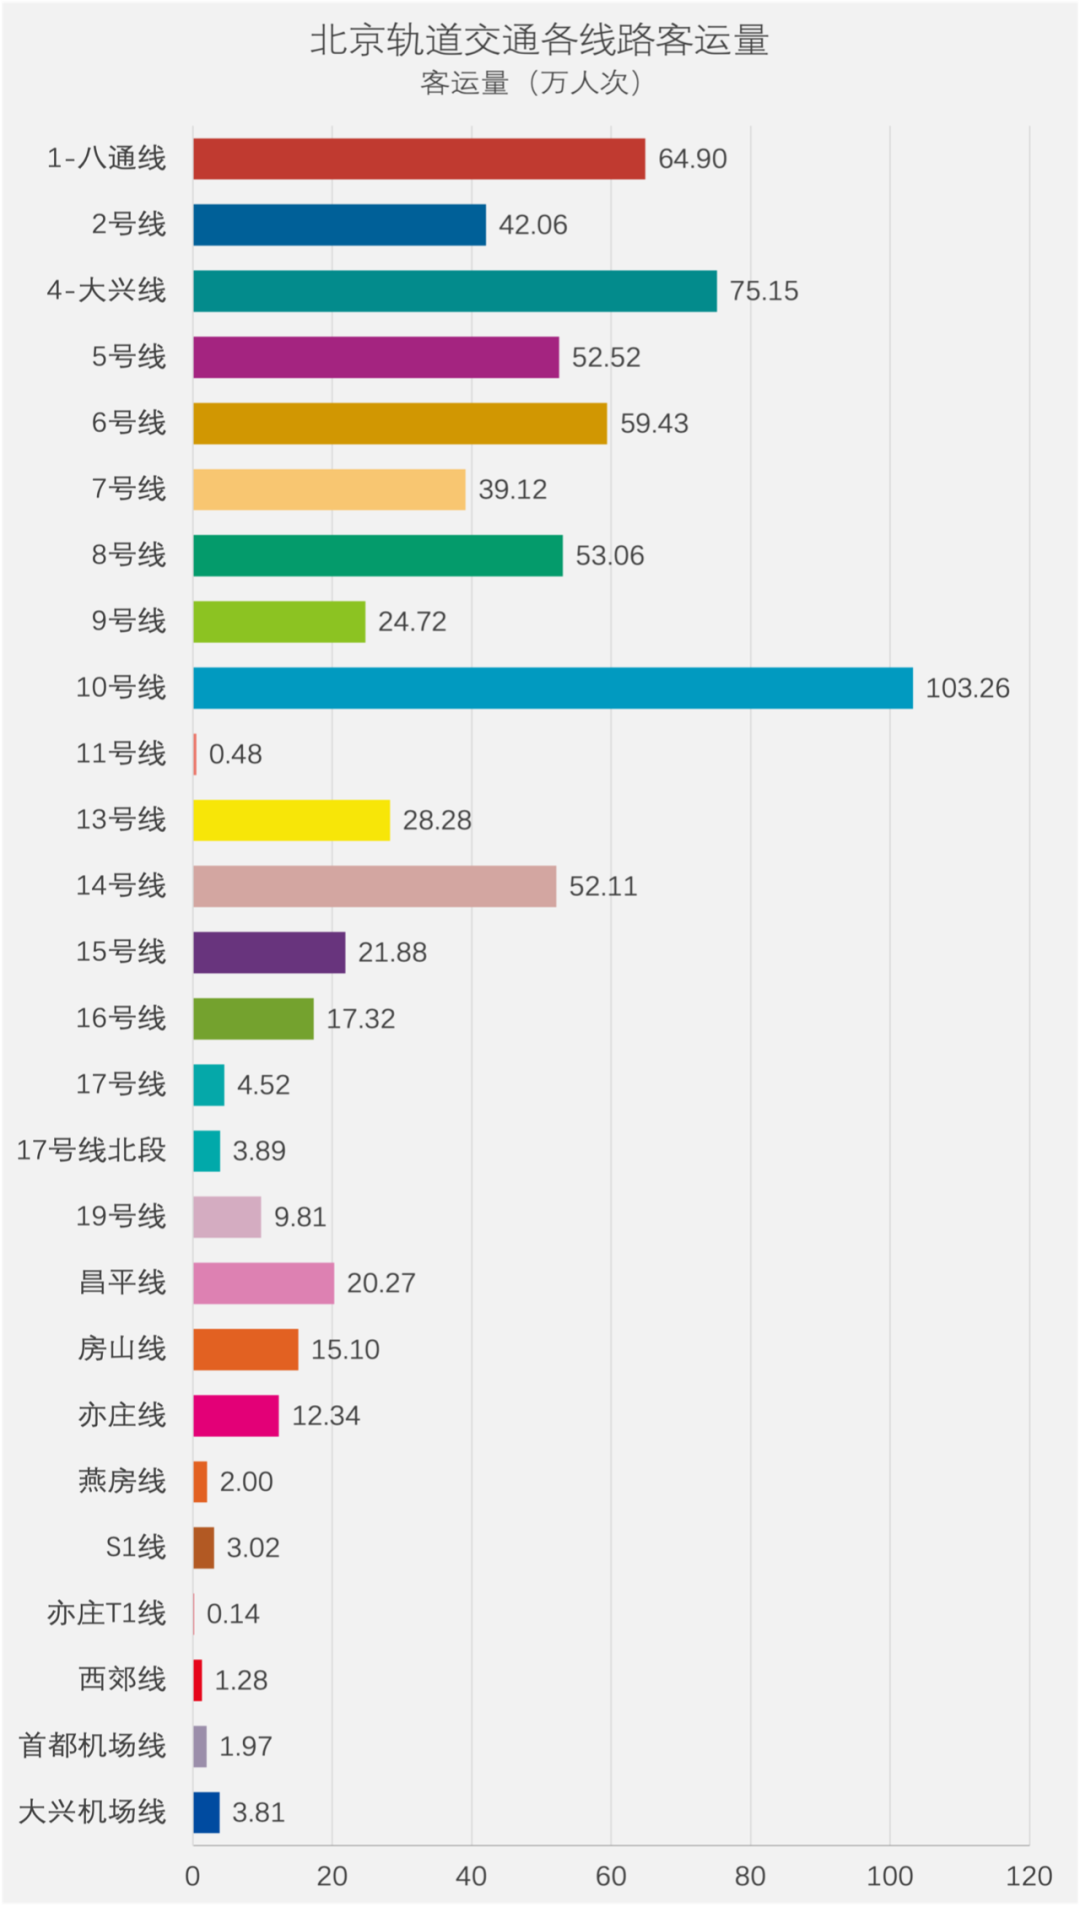 北京轨道交通各线路客运量
客运量（万人次）
1-八通线 64.90
2号线 42.06
4-大兴线 75.15
5号线 52.52
6号线 59.43
7号线 39.12
8号线 53.06
9号线 24.72
10号线 103.26
11号线 0.48
13号线 28.28
14号线 52.11
15号线 21.88
16号线 17.32
17号线 4.52
17号线北段 3.89
19号线 9.81
昌平线 20.27
房山线 15.10
亦庄线 12.34
燕房线 2.00
S1线 3.02
亦庄T1线 0.14
西郊线 1.28
首都机场线 1.97
大兴机场线 3.81
0 20 40 60 80 100 120